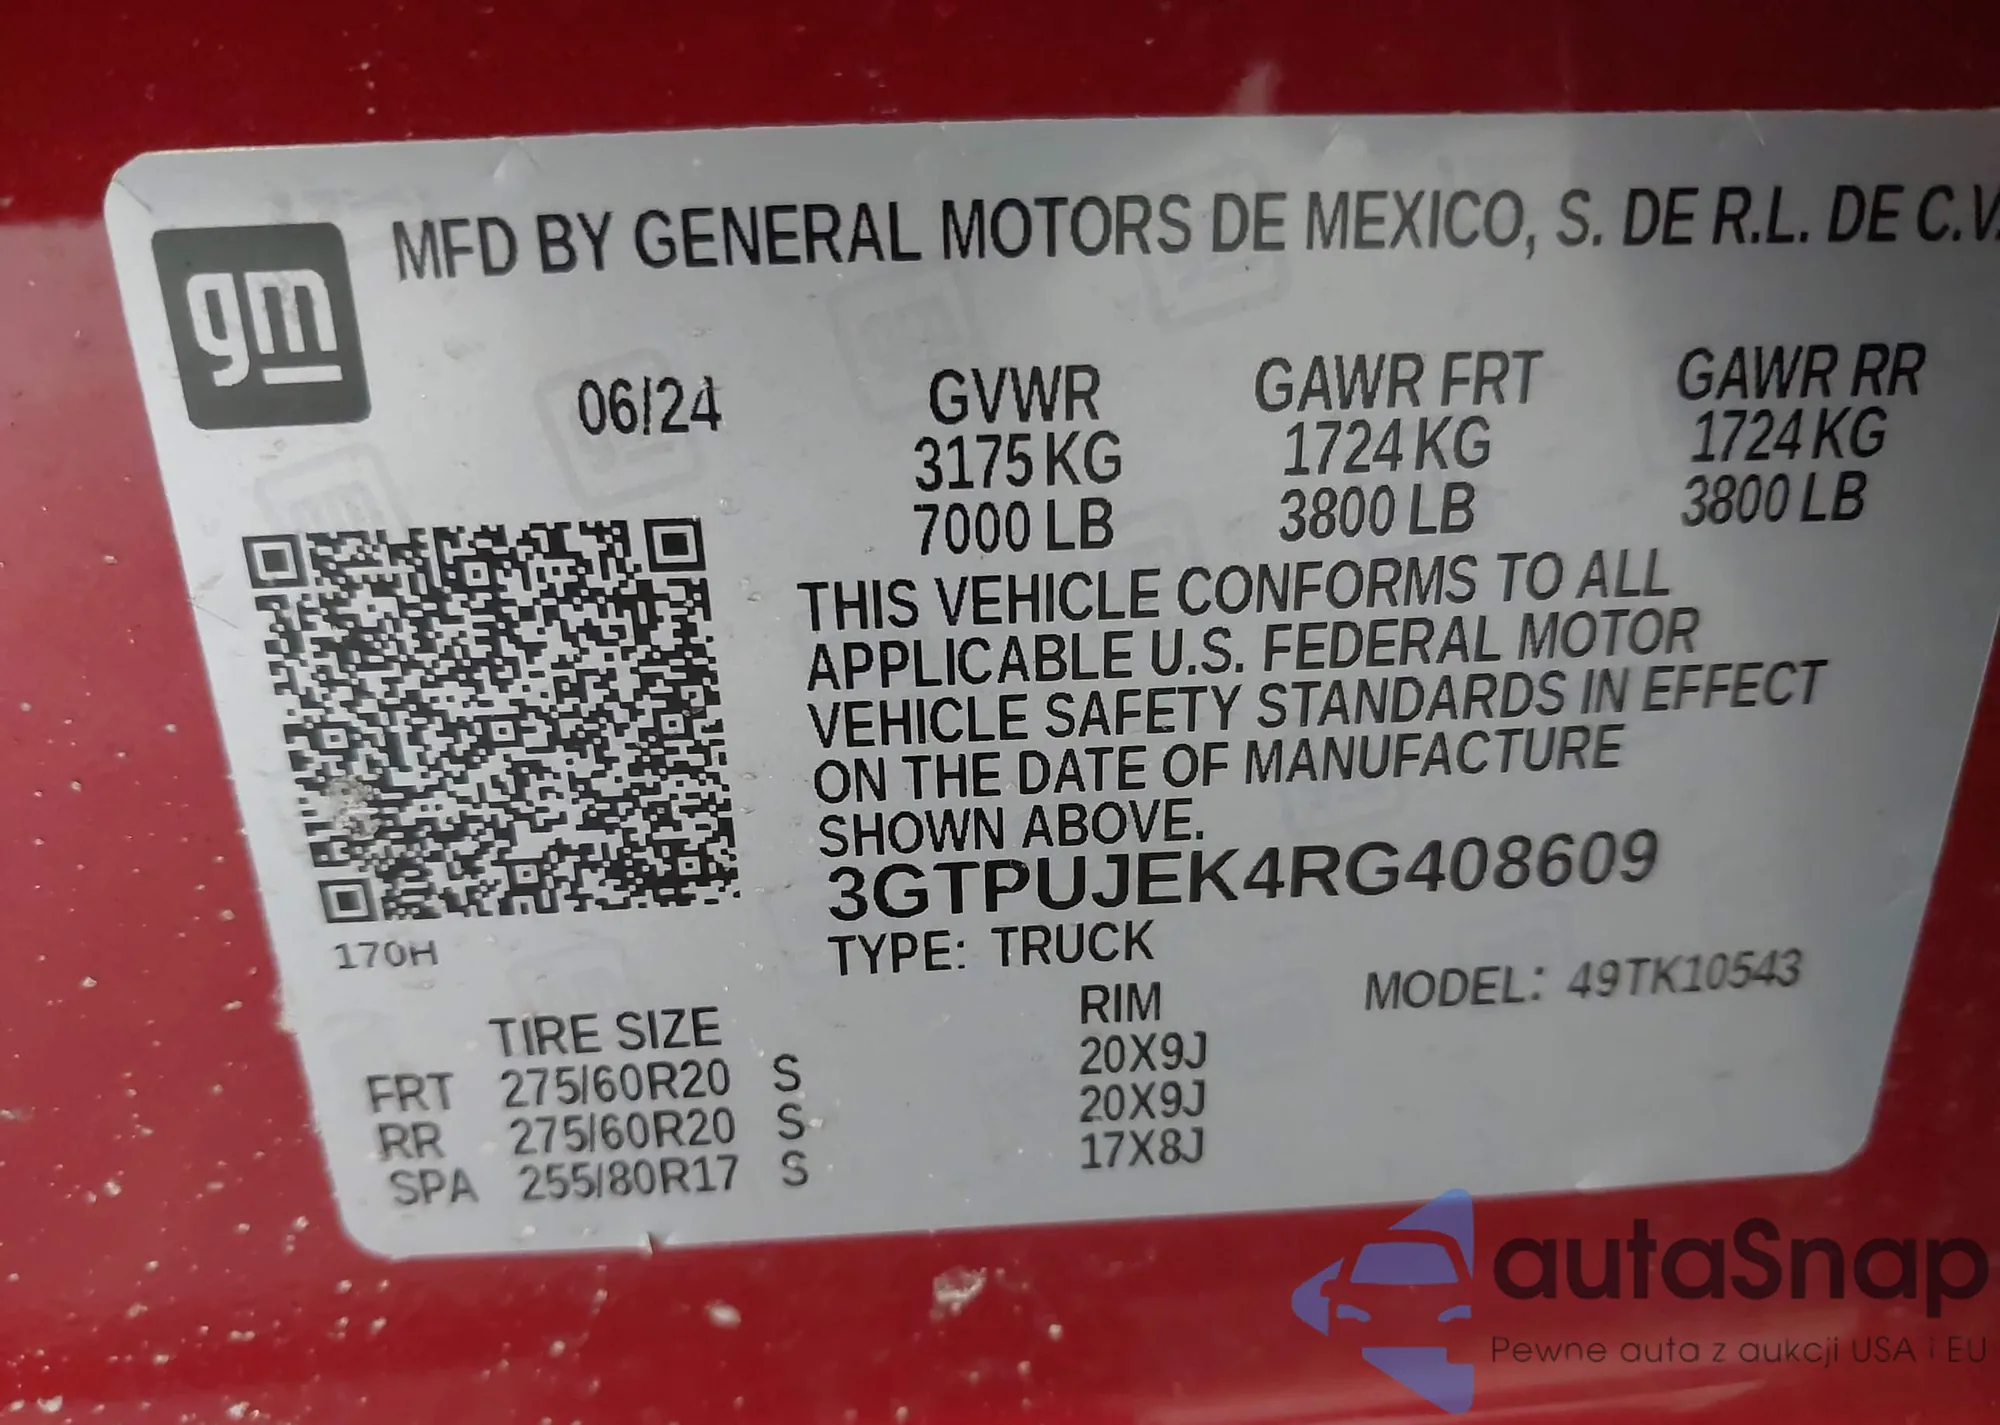 gm
MFD BY GENERAL MOTORS DE MEXICO, S. DE R.L. DE C.V.
06/24 GVWR GAWR FRT GAWR RR
3175 KG 1724 KG 1724 KG
7000 LB 3800 LB 3800 LB
THIS VEHICLE CONFORMS TO ALL
APPLICABLE U.S. FEDERAL MOTOR
VEHICLE SAFETY STANDARDS IN EFFECT
ON THE DATE OF MANUFACTURE
SHOWN ABOVE.
3GTPUJEK4RG408609
170H
TYPE: TRUCK
MODEL: 49TK10543
TIRE SIZE RIM
FRT 275/60R20 S 20X9J
RR 275/60R20 S 20X9J
SPA 255/80R17 S 17X8J
autaSnap
Pewne auta z aukcji USA i EU